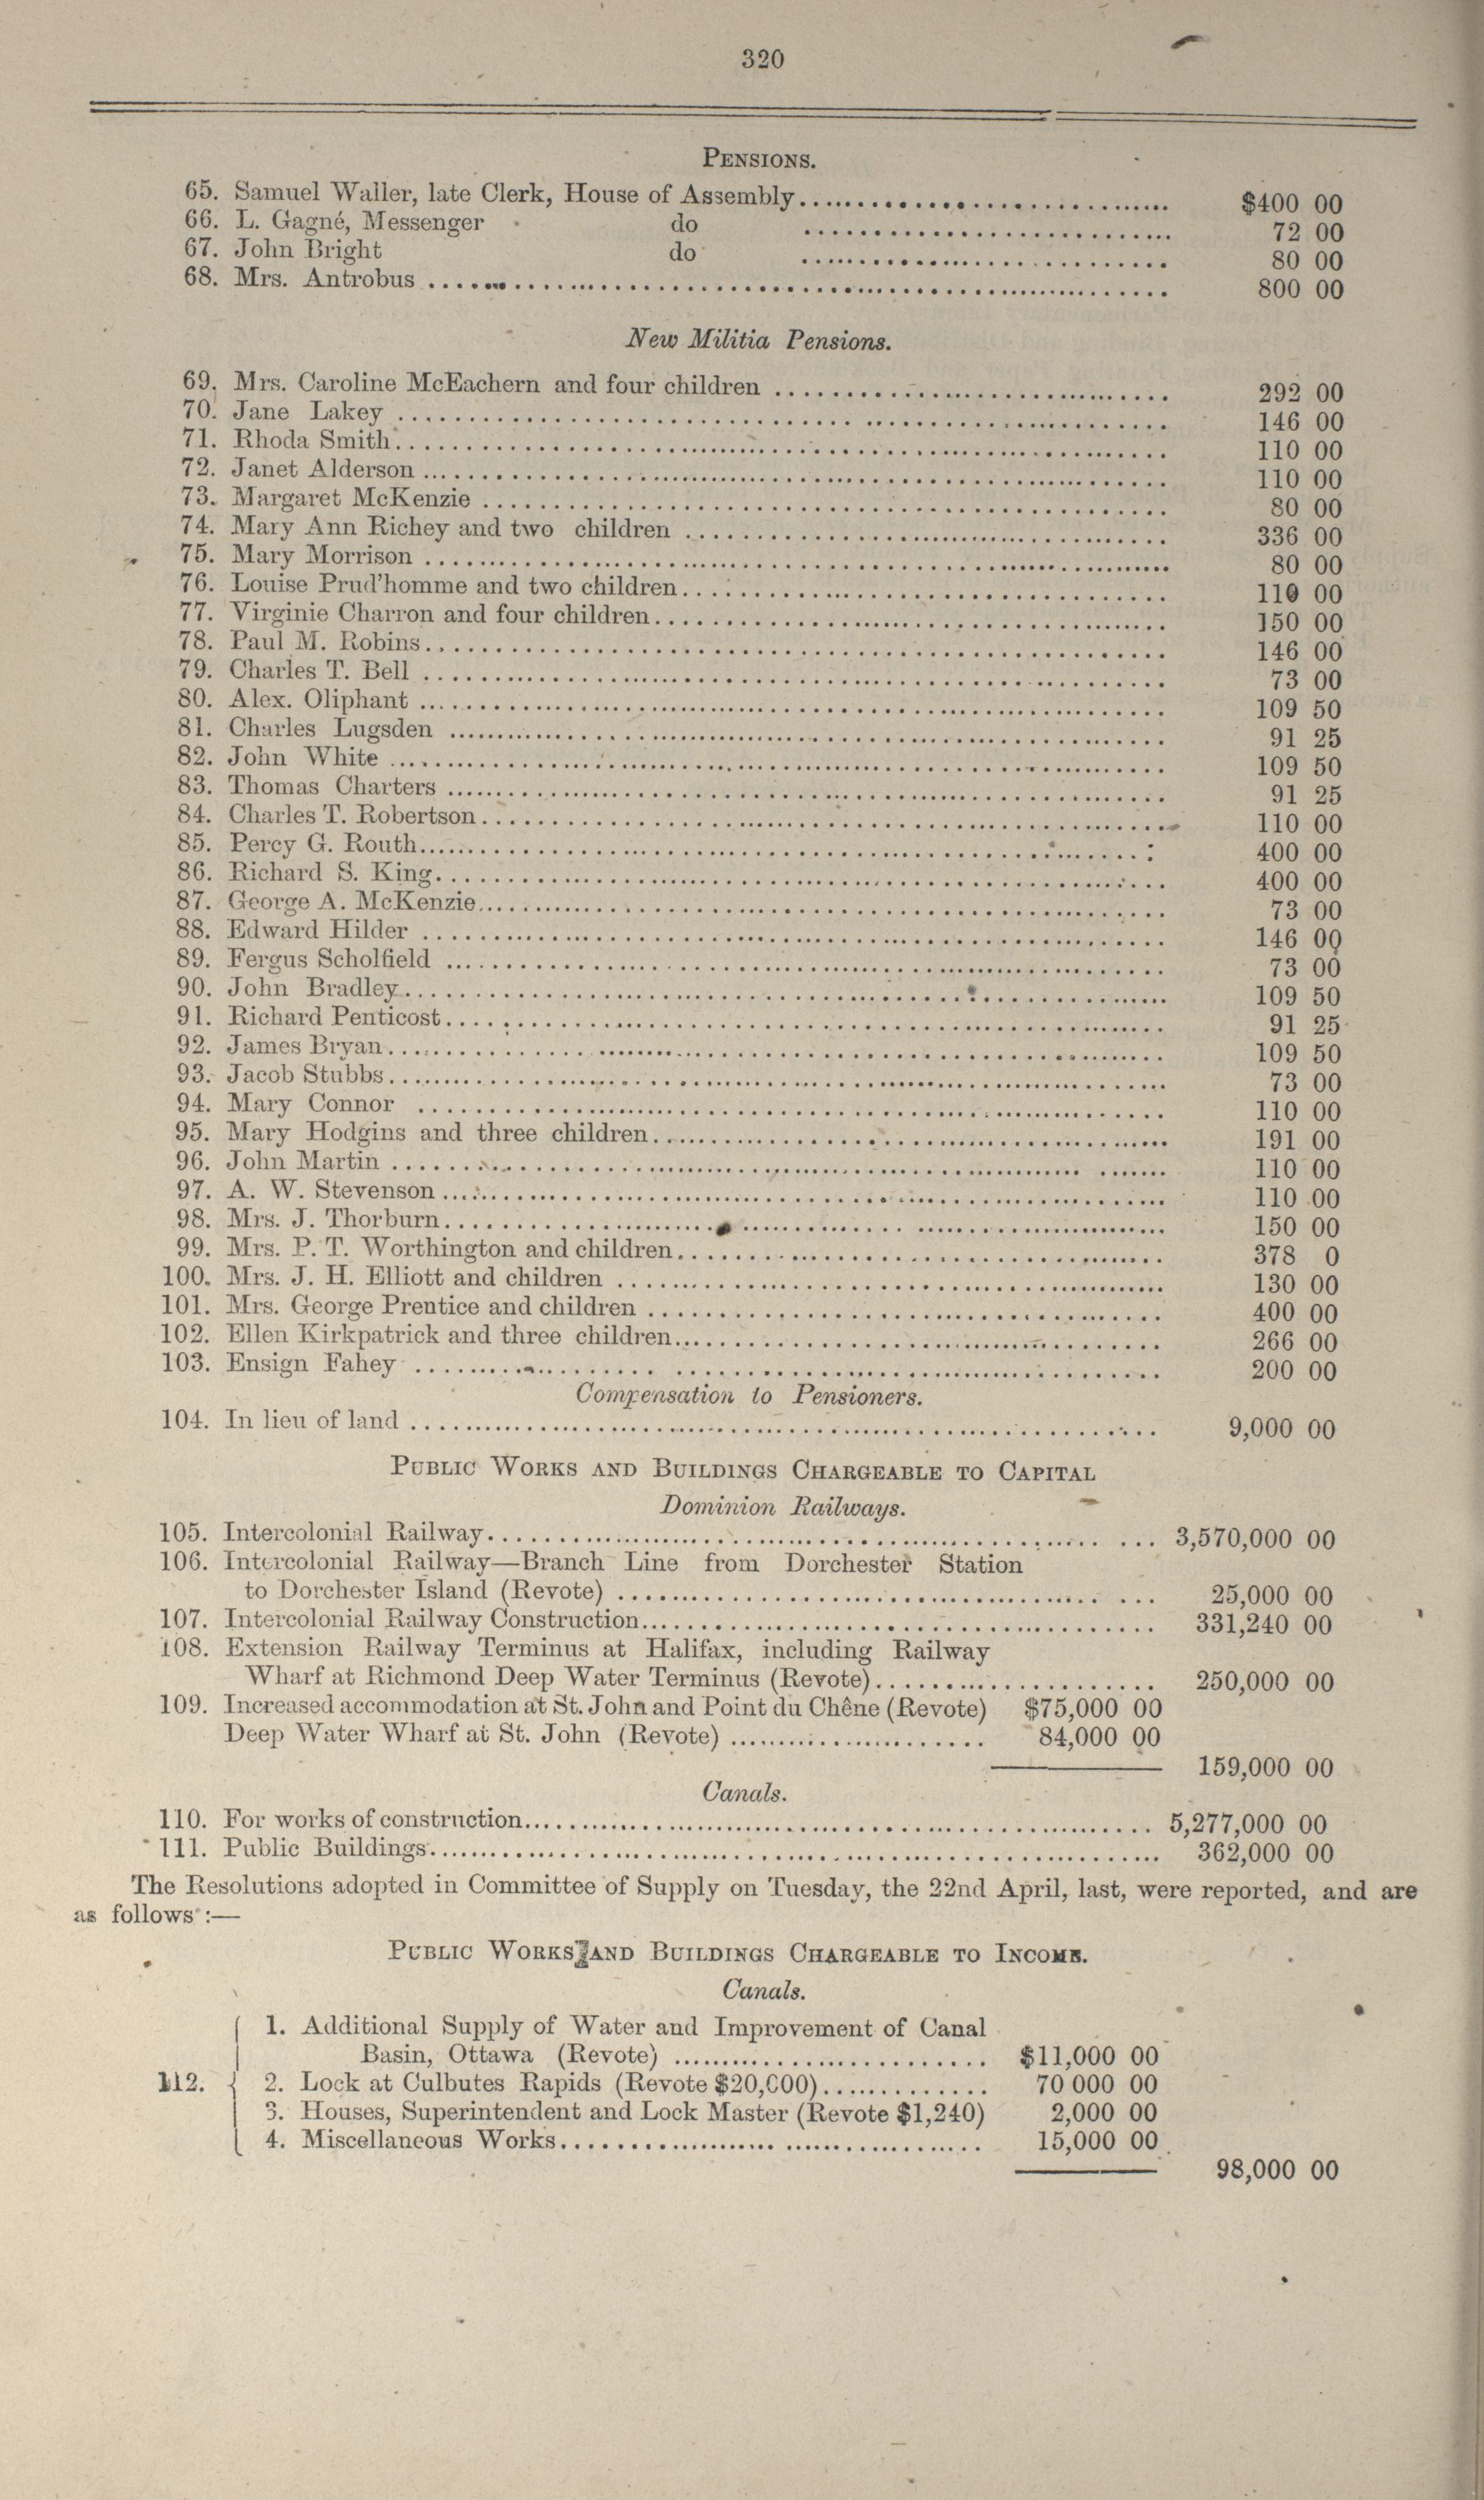 320
PENSIONS.
65. Samuel Waller, late Clerk, House of Assembly........ $400 00
66. L. Gagné, Messenger do ........ 72 00
67. John Bright do ........ 80 00
68. Mrs. Antrobus ........ 800 00
New Militia Pensions.
69. Mrs. Caroline McEachern and four children ........ 292 00
70. Jane Lakey ........ 146 00
71. Rhoda Smith ........ 110 00
72. Janet Alderson ........ 110 00
73. Margaret McKenzie ........ 80 00
74. Mary Ann Richey and two children ........ 336 00
75. Mary Morrison ........ 80 00
76. Louise Prud'homme and two children ........ 110 00
77. Virginie Charron and four children ........ 150 00
78. Paul M. Robins ........ 146 00
79. Charles T. Bell ........ 73 00
80. Alex. Oliphant ........ 109 50
81. Charles Lugsden ........ 91 25
82. John White ........ 109 50
83. Thomas Charters ........ 91 25
84. Charles T. Robertson ........ 110 00
85. Percy G. Routh ........ 400 00
86. Richard S. King ........ 400 00
87. George A. McKenzie ........ 73 00
88. Edward Hilder ........ 146 00
89. Fergus Scholfield ........ 73 00
90. John Bradley ........ 109 50
91. Richard Penticost ........ 91 25
92. James Bryan ........ 109 50
93. Jacob Stubbs ........ 73 00
94. Mary Connor ........ 110 00
95. Mary Hodgins and three children ........ 191 00
96. John Martin ........ 110 00
97. A. W. Stevenson ........ 110 00
98. Mrs. J. Thorburn ........ 150 00
99. Mrs. P. T. Worthington and children ........ 378 0
100. Mrs. J. H. Elliott and children ........ 130 00
101. Mrs. George Prentice and children ........ 400 00
102. Ellen Kirkpatrick and three children ........ 266 00
103. Ensign Fahey ........ 200 00
Compensation to Pensioners.
104. In lieu of land ........ 9,000 00
PUBLIC WORKS AND BUILDINGS CHARGEABLE TO CAPITAL
Dominion Railways.
105. Intercolonial Railway ........ 3,570,000 00
106. Intercolonial Railway—Branch Line from Dorchester Station
to Dorchester Island (Revote) ........ 25,000 00
107. Intercolonial Railway Construction ........ 331,240 00
108. Extension Railway Terminus at Halifax, including Railway
Wharf at Richmond Deep Water Terminus (Revote) ........ 250,000 00
109. Increased accommodation at St. John and Point du Chêne (Revote) $75,000 00
Deep Water Wharf at St. John (Revote) ........ 84,000 00
159,000 00
Canals.
110. For works of construction ........ 5,277,000 00
111. Public Buildings ........ 362,000 00
The Resolutions adopted in Committee of Supply on Tuesday, the 22nd April, last, were reported, and are
as follows :—
PUBLIC WORKS AND BUILDINGS CHARGEABLE TO INCOME.
Canals.
1. Additional Supply of Water and Improvement of Canal
Basin, Ottawa (Revote) ........ $11,000 00
112. 2. Lock at Culbutes Rapids (Revote $20,000) ........ 70 000 00
3. Houses, Superintendent and Lock Master (Revote $1,240) 2,000 00
4. Miscellaneous Works ........ 15,000 00
98,000 00